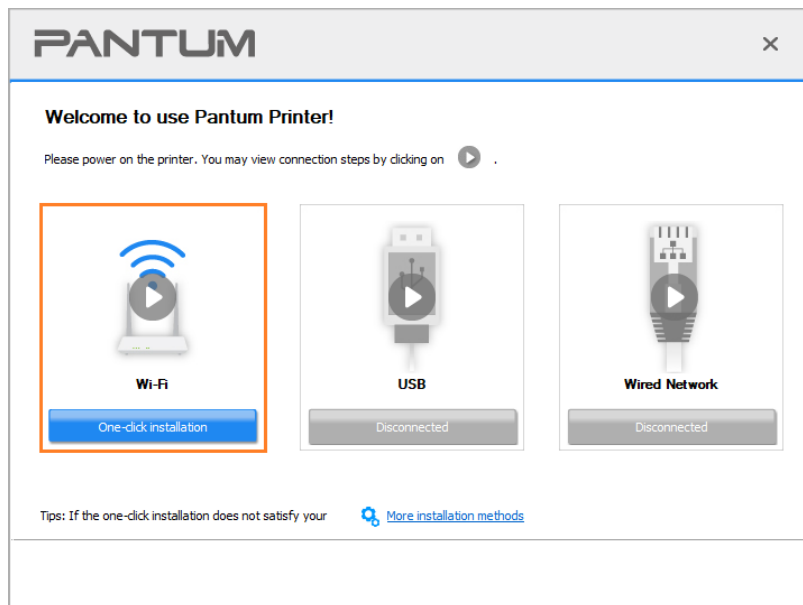 PANTUM
Welcome to use Pantum Printer!
Please power on the printer. You may view connection steps by clicking on .
Wi-Fi
USB
Wired Network
One-click installation
Disconnected
Disconnected
Tips: If the one-click installation does not satisfy your More installation methods